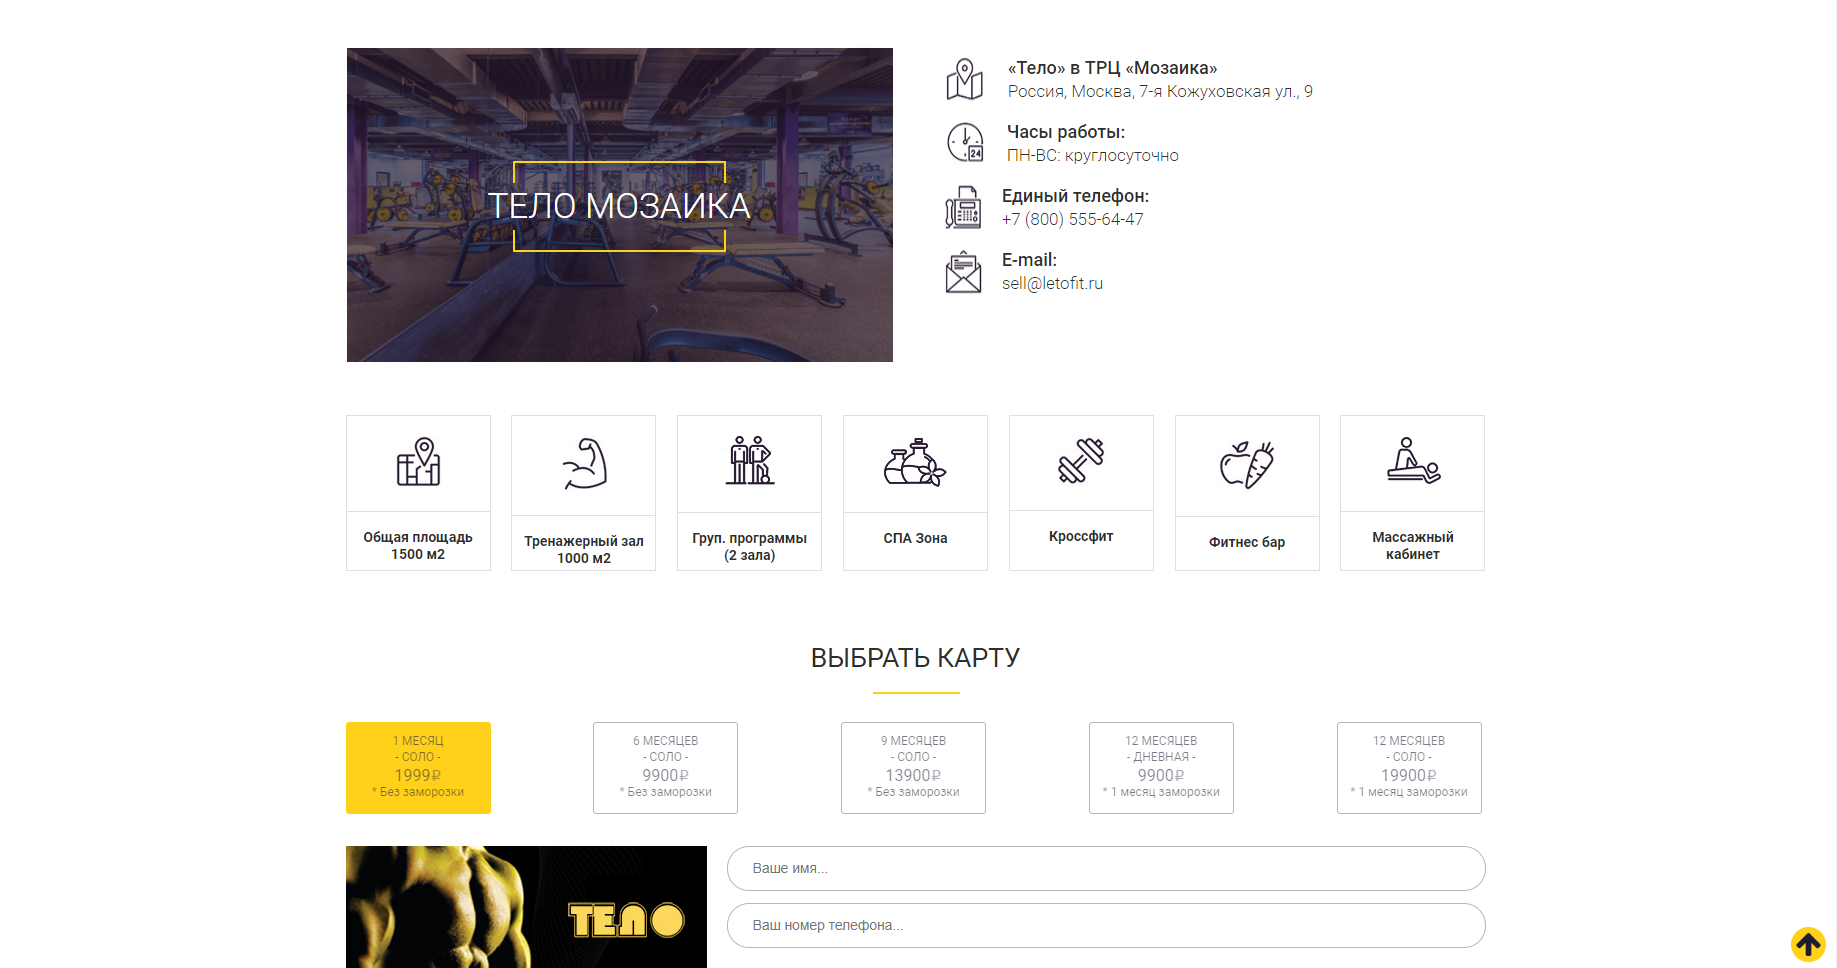 ТЕЛО МОЗАИКА
«Тело» в ТРЦ «Мозаика»
Россия, Москва, 7-я Кожуховская ул., 9
24
Часы работы:
ПН-ВС: круглосуточно
Единый телефон:
+7 (800) 555-64-47
E-mail:
sell@letofit.ru
Общая площадь
1500 м2
Тренажерный зал
1000 м2
Груп. программы
(2 зала)
СПА Зона
Кроссфит
Фитнес бар
Массажный
кабинет
ВЫБРАТЬ КАРТУ
1 МЕСЯЦ
- СОЛО -
1999₽
* Без заморозки
6 МЕСЯЦЕВ
- СОЛО -
9900₽
* Без заморозки
9 МЕСЯЦЕВ
- СОЛО -
13900₽
* Без заморозки
12 МЕСЯЦЕВ
- ДНЕВНАЯ -
9900₽
* 1 месяц заморозки
12 МЕСЯЦЕВ
- СОЛО -
19900₽
* 1 месяц заморозки
ТЕЛО
Ваше имя...
Ваш номер телефона...